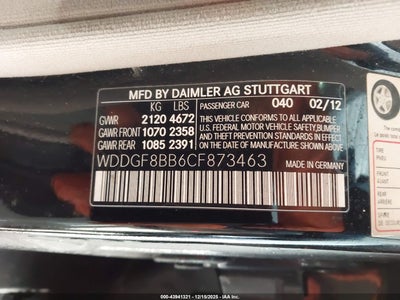 MFD BY DAIMLER AG STUTTGART
KG LBS PASSENGER CAR 040 02/12
GVWR 2120 4672 THIS VEHICLE CONFORMS TO ALL APPLICABLE
GAWR FRONT 1070 2358 U.S. FEDERAL MOTOR VEHICLE SAFETY, BUMPER
GAWR REAR 1085 2391 AND THEFT PREVENTION STANDARDS IN EFFECT
ON THE DATE OF MANUFACTURE SHOWN ABOVE.
WDDGF8BB6CF873463
MADE IN GERMANY
TIRE
FRONT
REAR
000-43941321 - 12/15/2025 - IAA Inc.